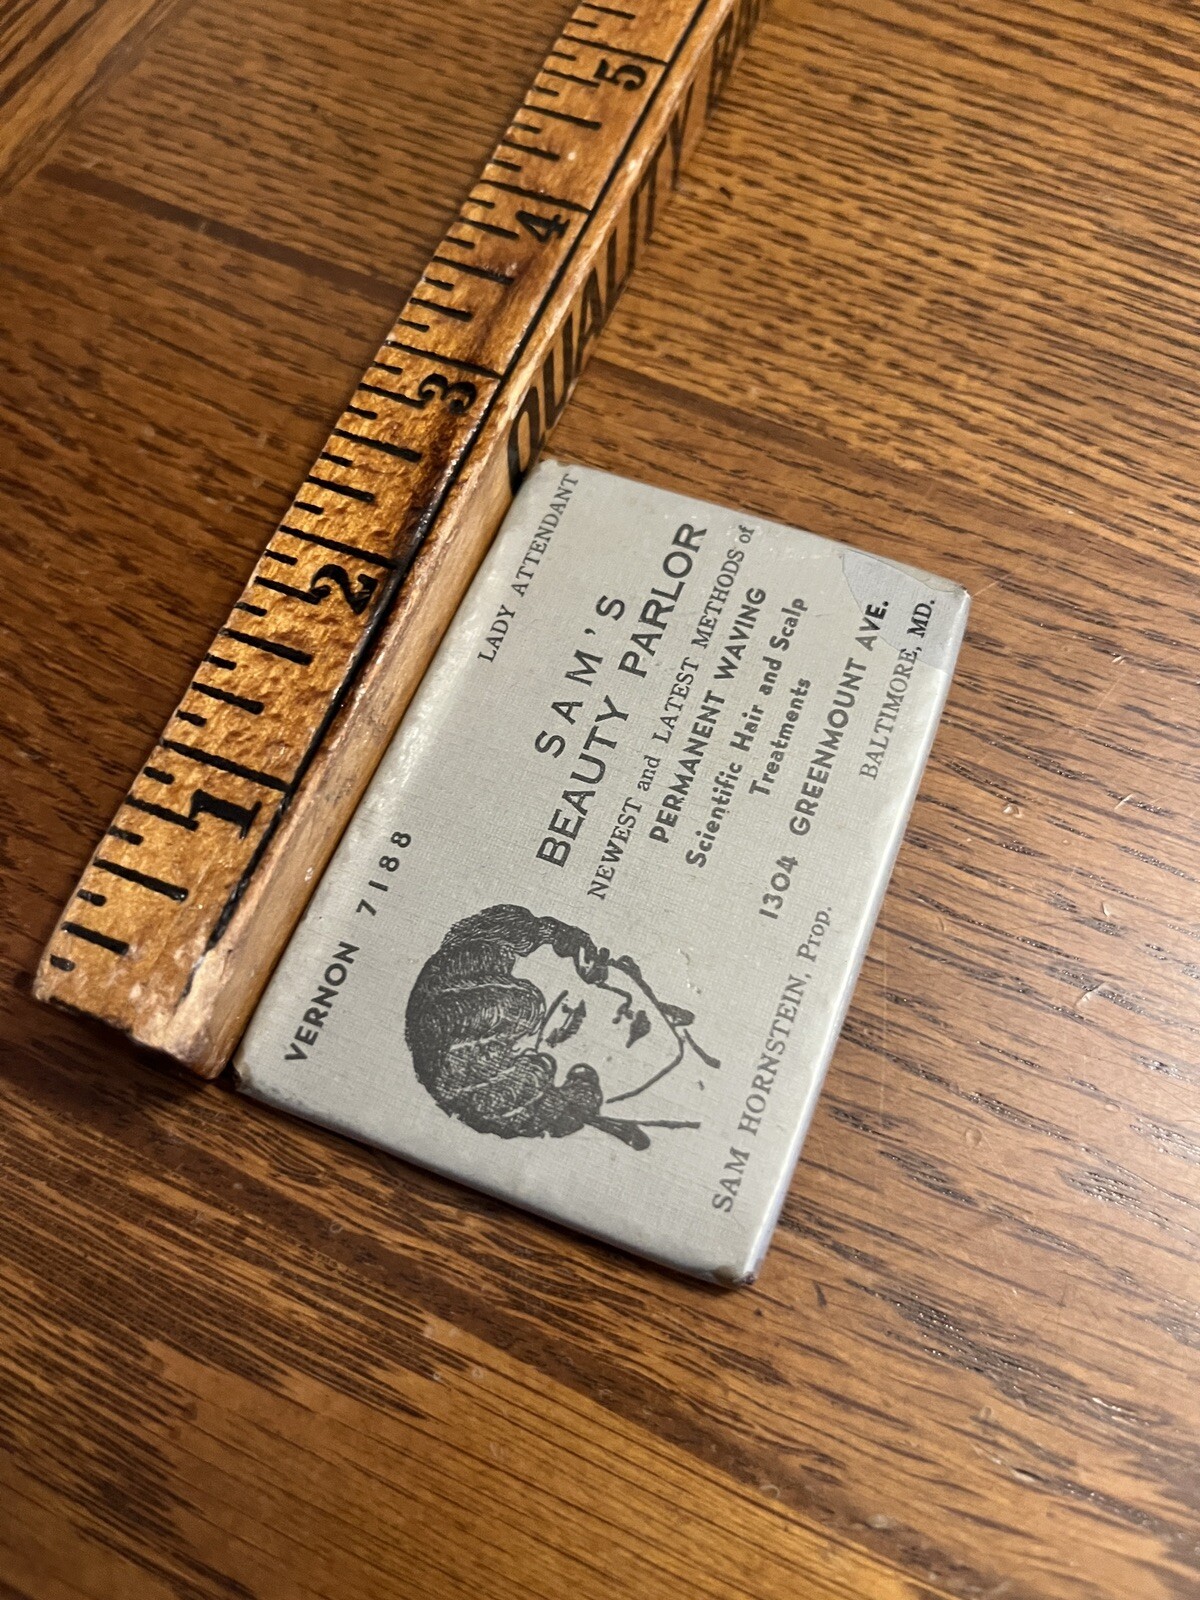 VERNON 7188
LADY ATTENDANT
SAM'S
BEAUTY PARLOR
NEWEST and LATEST METHODS of
PERMANENT WAVING
Scientific Hair and Scalp
Treatments
1304 GREENMOUNT AVE.
SAM HORNSTEIN, Prop.
BALTIMORE, MD.
1 2 3 4 5
QUALITY